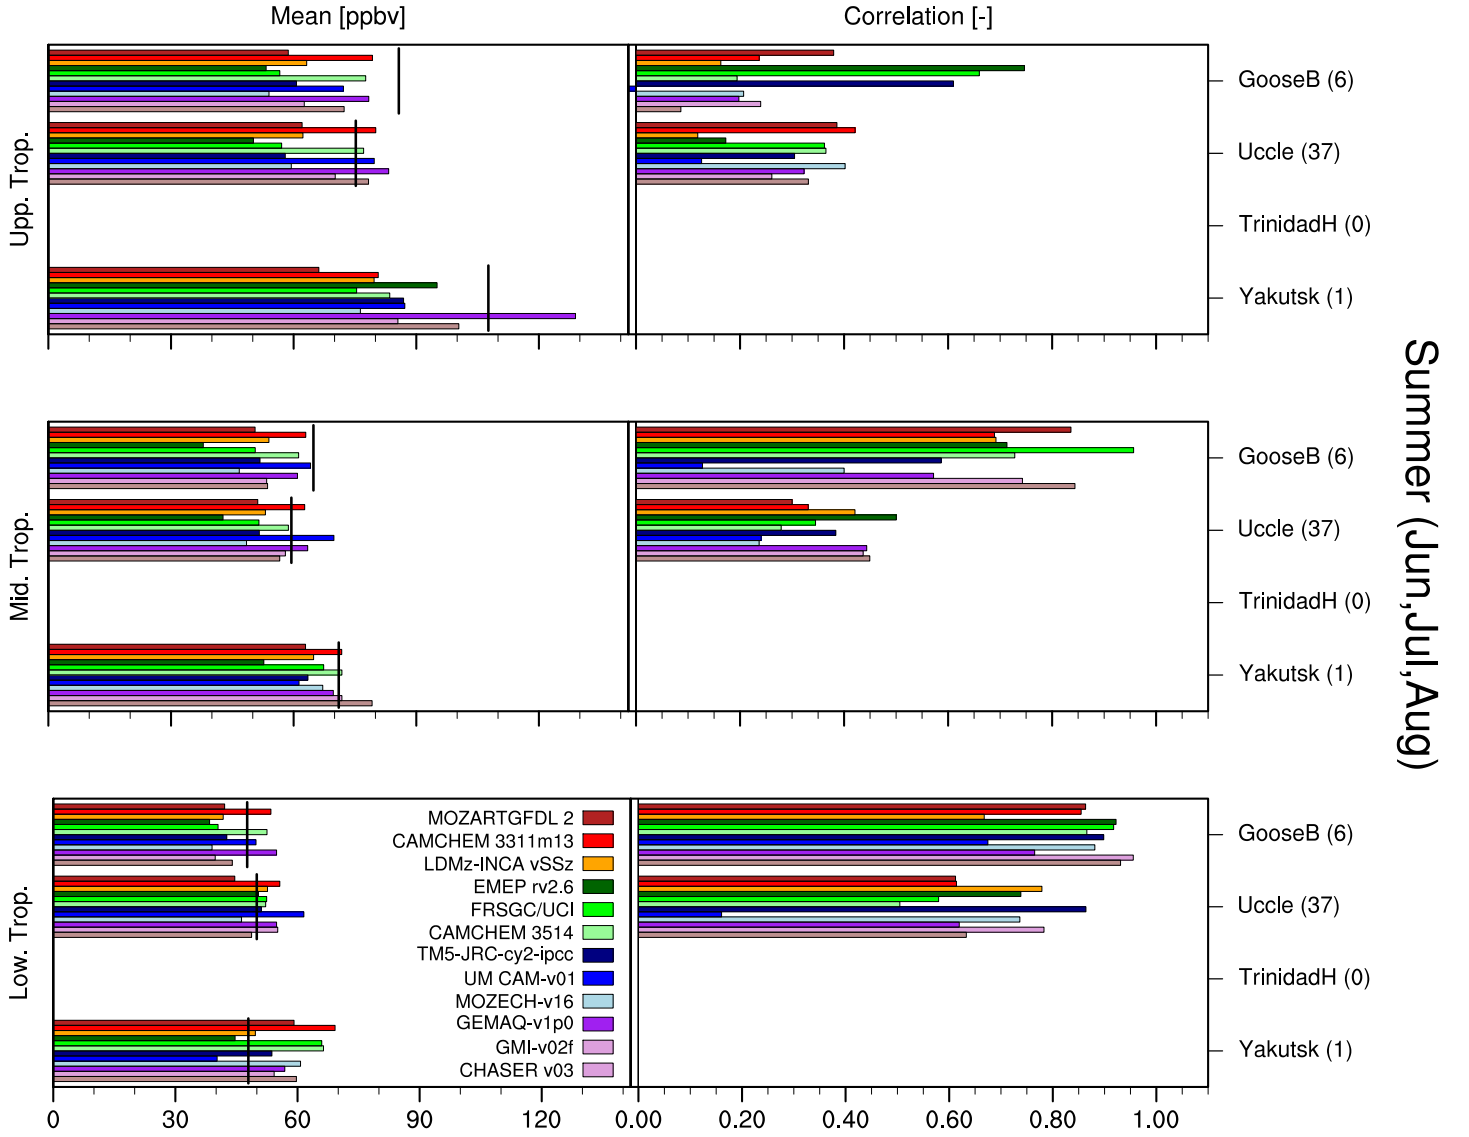 Mean [ppbv]
Correlation [-]
Upp. Trop.
GooseB (6)
Uccle (37)
TrinidadH (0)
Yakutsk (1)
Mid. Trop.
GooseB (6)
Uccle (37)
TrinidadH (0)
Yakutsk (1)
Summer (Jun,Jul,Aug)
Low. Trop.
MOZARTGFDL 2
CAMCHEM 3311m13
LDMz-INCA vSSz
EMEP rv2.6
FRSGC/UCI
CAMCHEM 3514
TM5-JRC-cy2-ipcc
UM CAM-v01
MOZECH-v16
GEMAQ-v1p0
GMI-v02f
CHASER v03
GooseB (6)
Uccle (37)
TrinidadH (0)
Yakutsk (1)
0 30 60 90 120
0.00 0.20 0.40 0.60 0.80 1.00